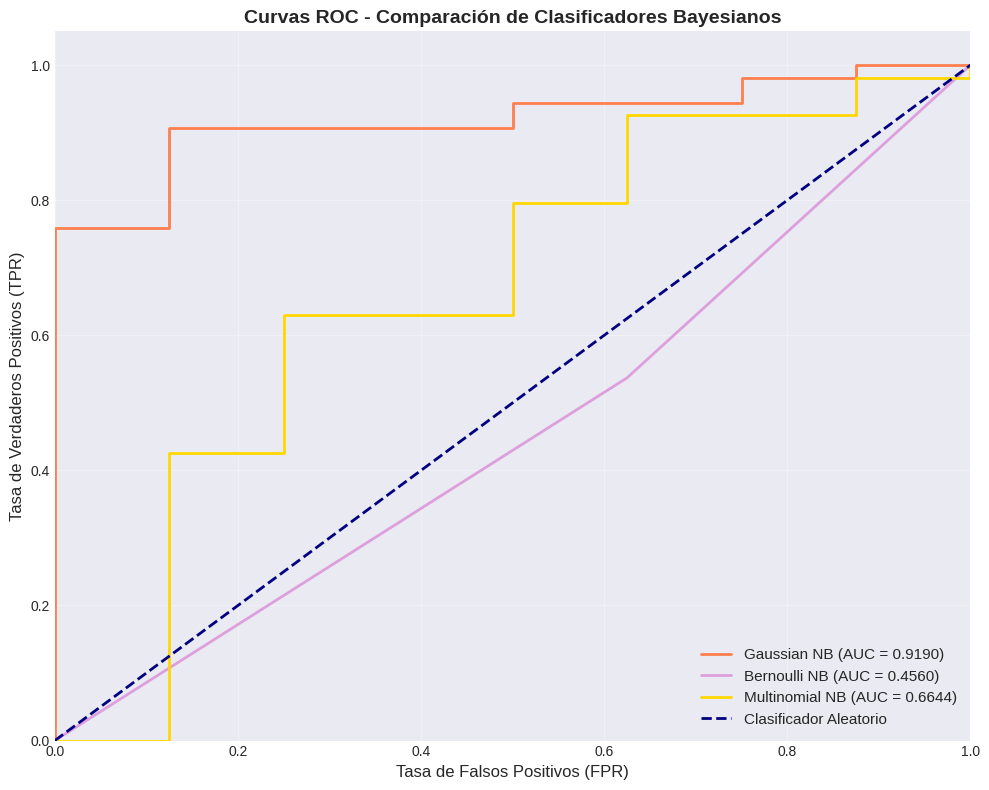 Curvas ROC - Comparación de Clasificadores Bayesianos
Tasa de Verdaderos Positivos (TPR)
1.0
0.8
0.6
0.4
0.2
0.0
0.0 0.2 0.4 0.6 0.8 1.0
Tasa de Falsos Positivos (FPR)
Gaussian NB (AUC = 0.9190)
Bernoulli NB (AUC = 0.4560)
Multinomial NB (AUC = 0.6644)
Clasificador Aleatorio